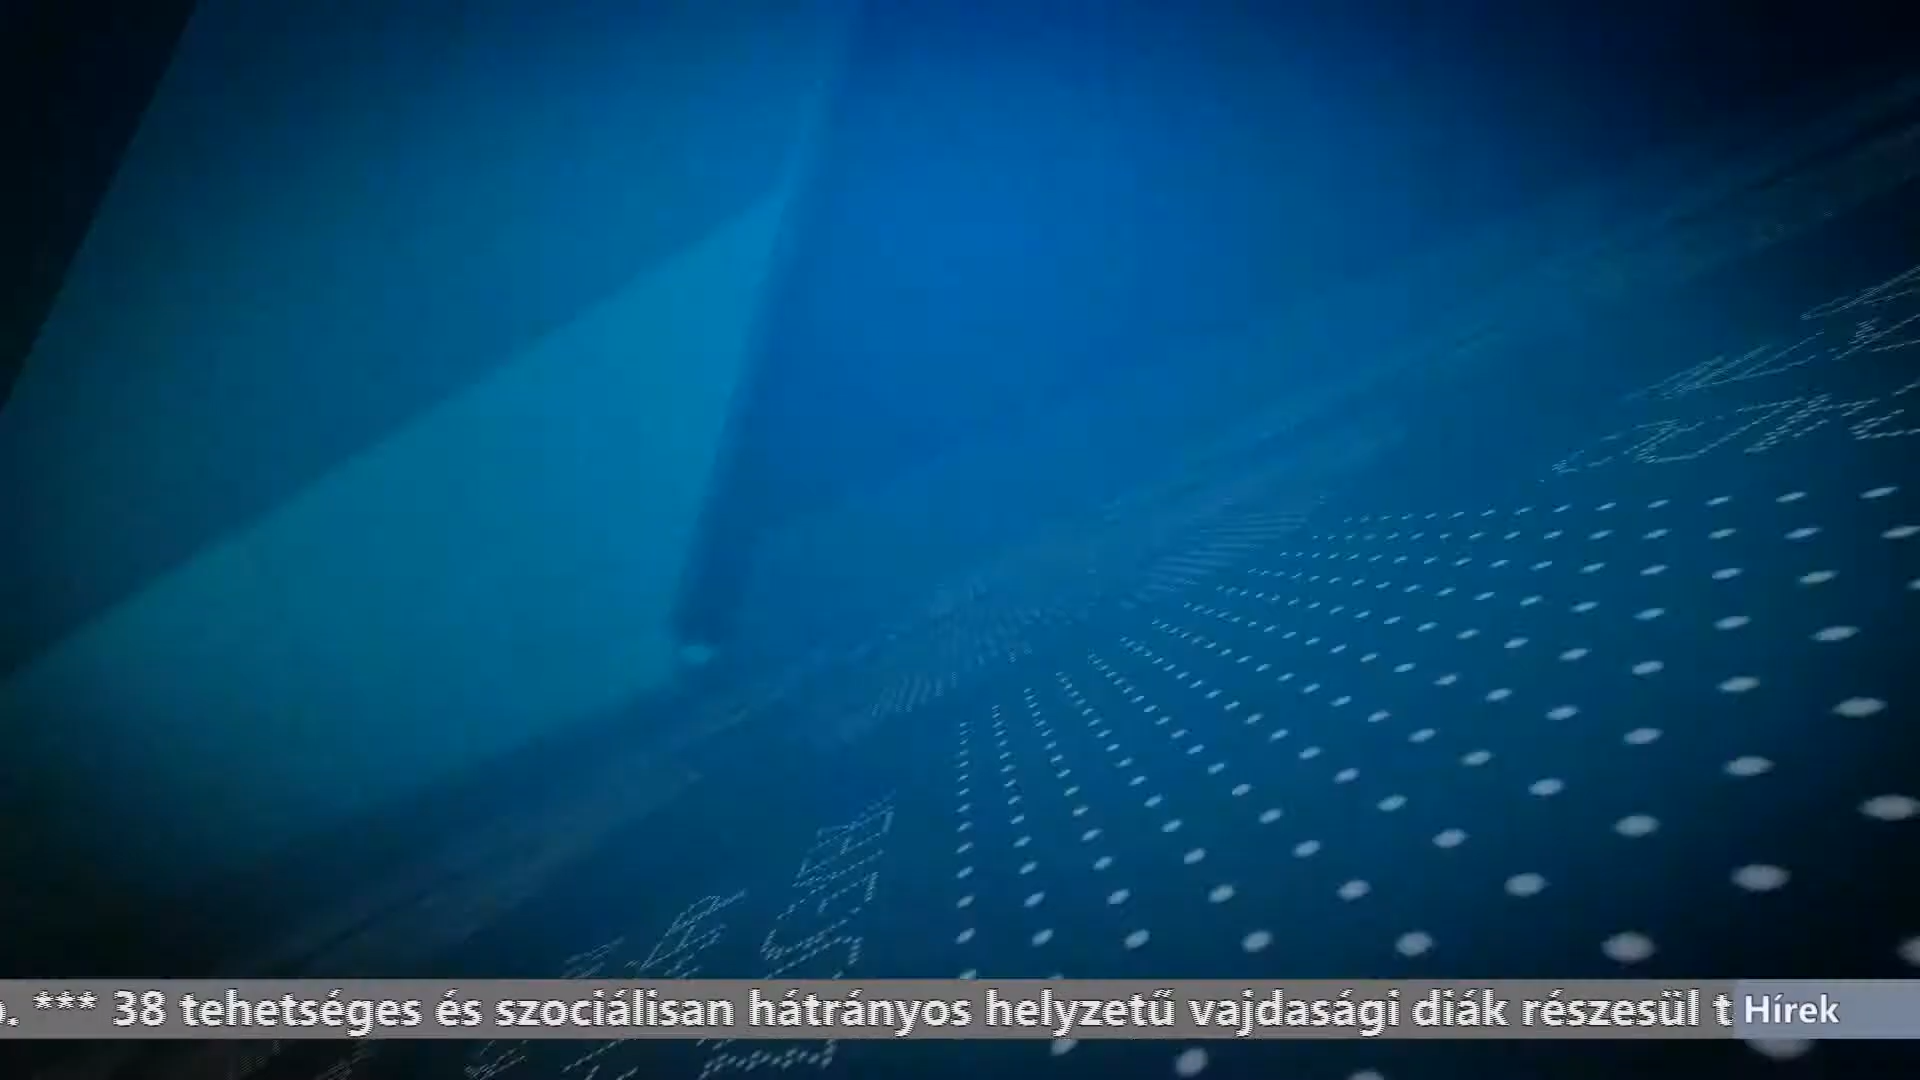 . *** 38 tehetséges és szociálisan hátrányos helyzetű vajdasági diák részesül t
Hírek